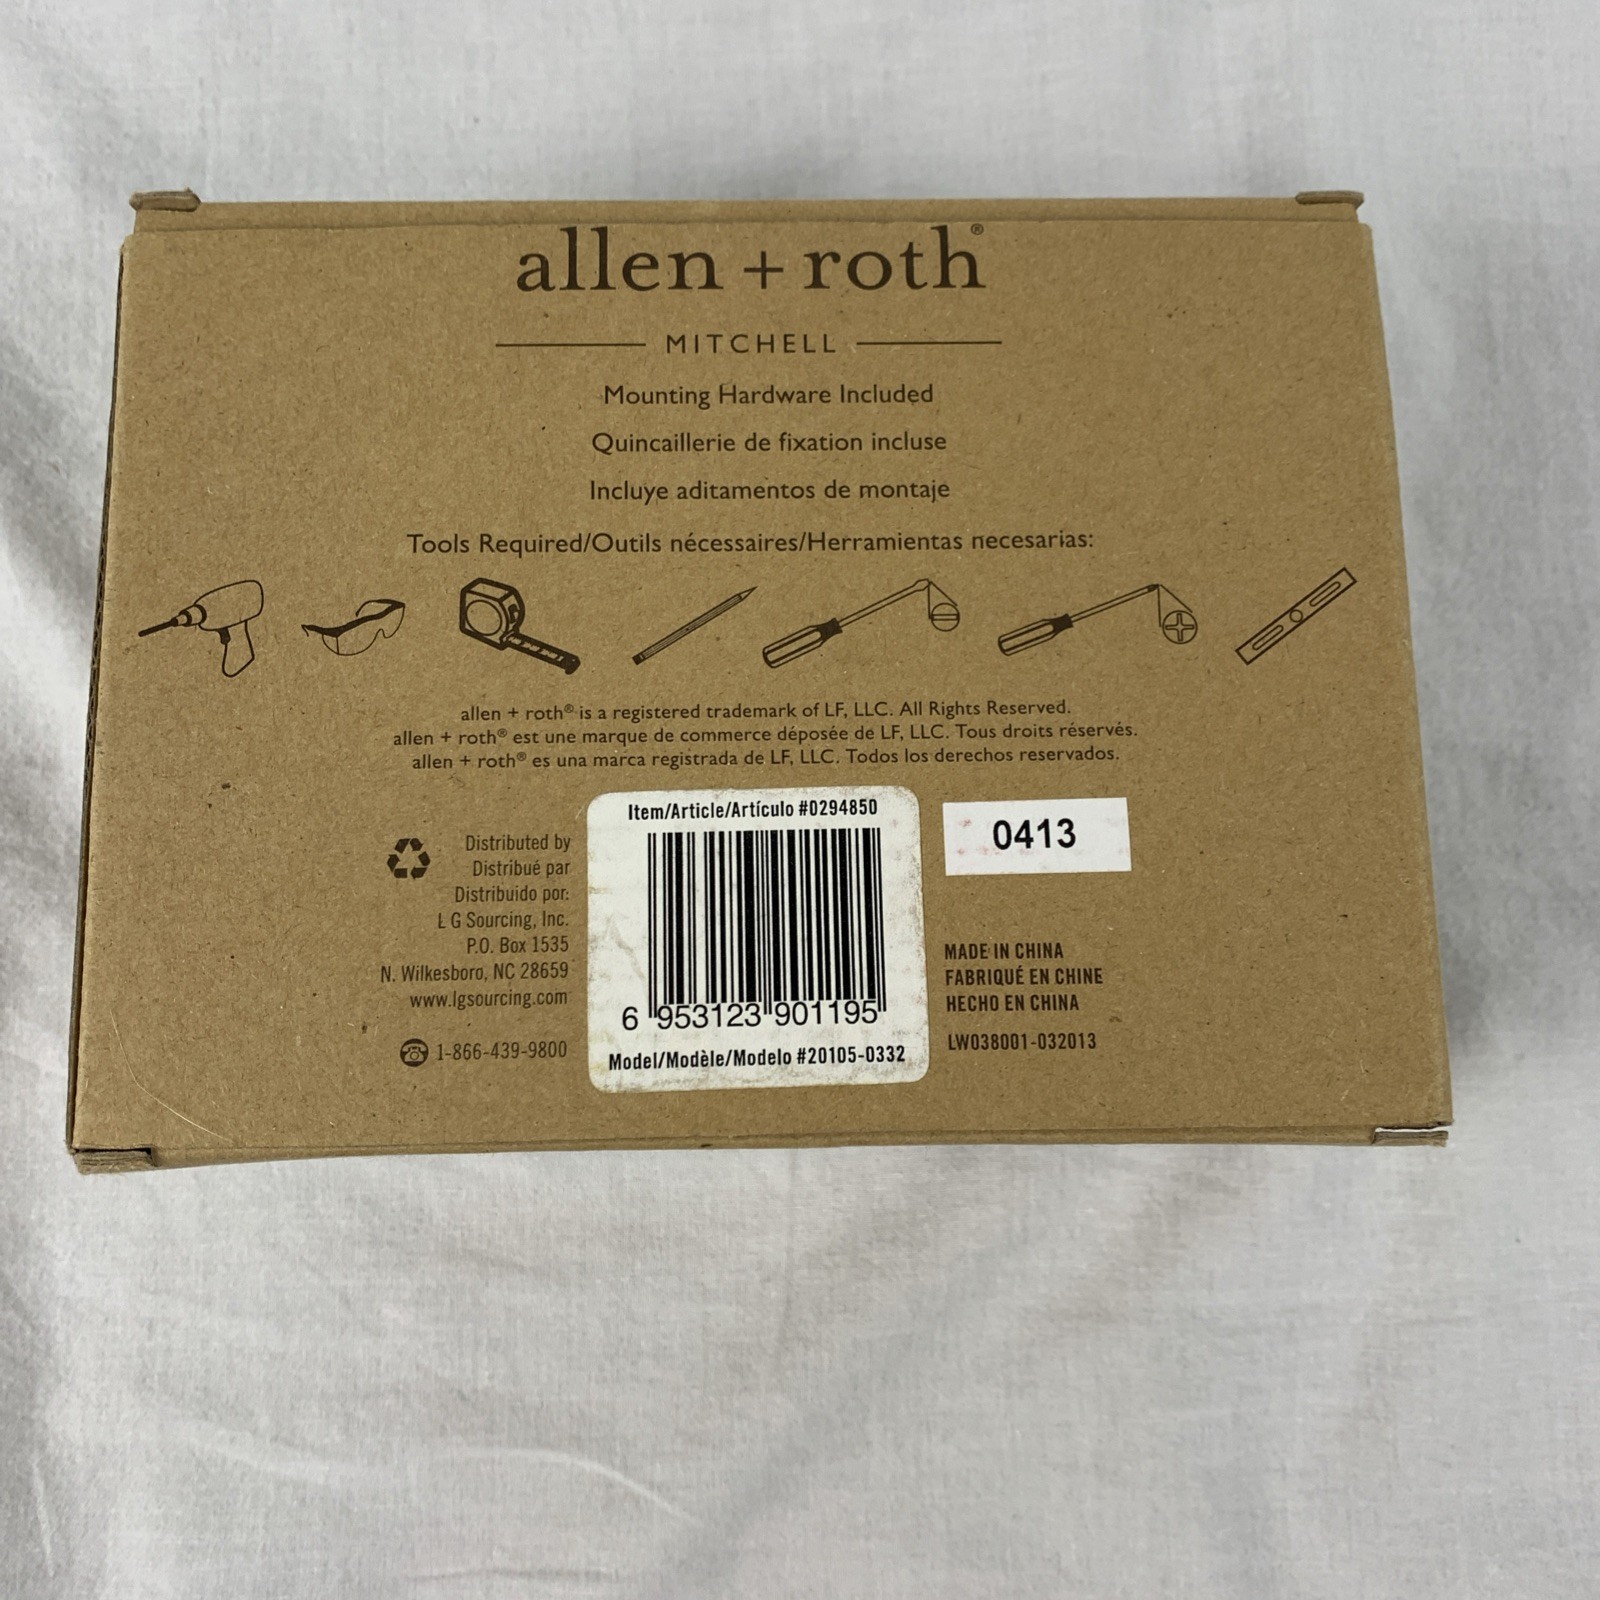 allen + roth®
MITCHELL
Mounting Hardware Included
Quincaillerie de fixation incluse
Incluye aditamentos de montaje
Tools Required/Outils nécessaires/Herramientas necesarias:
allen + roth® is a registered trademark of LF, LLC. All Rights Reserved.
allen + roth® est une marque de commerce déposée de LF, LLC. Tous droits réservés.
allen + roth® es una marca registrada de LF, LLC. Todos los derechos reservados.
Distributed by
Distribué par
Distribuido por:
L G Sourcing, Inc.
P.O. Box 1535
N. Wilkesboro, NC 28659
www.lgsourcing.com
1-866-439-9800
Item/Article/Artículo #0294850
6 953123 901195
Model/Modèle/Modelo #20105-0332
0413
MADE IN CHINA
FABRIQUÉ EN CHINE
HECHO EN CHINA
LW038001-032013